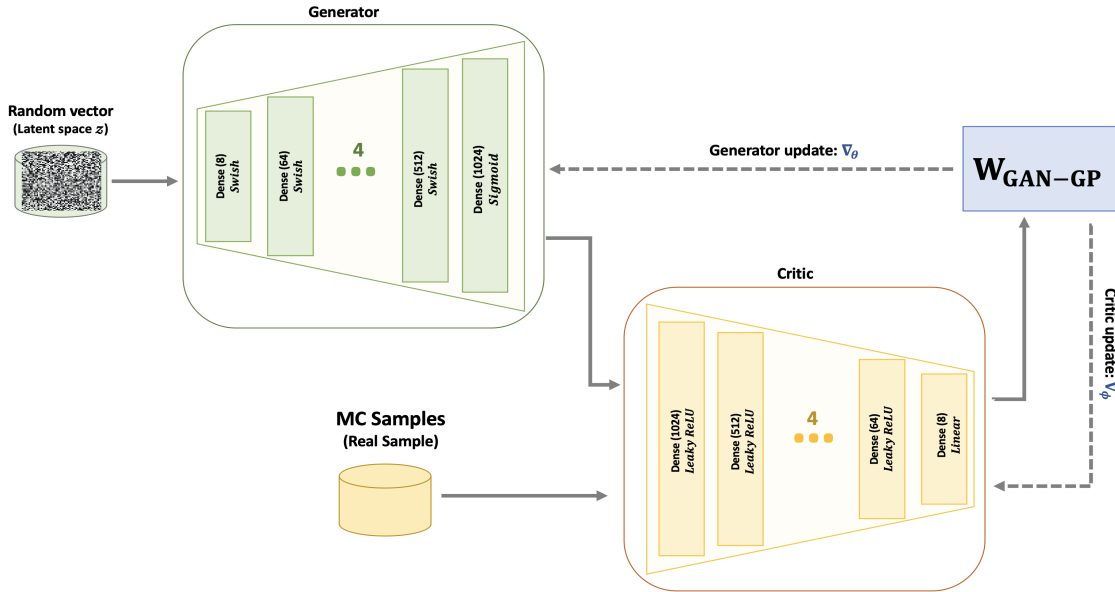 Generator
Random vector
(Latent space z)
Dense (8)
Swish
Dense (64)
Swish
4
Dense (512)
Swish
Dense (1024)
Sigmoid
Generator update: ∇θ
W GAN−GP
Critic update: ∇ϕ
Critic
MC Samples
(Real Sample)
Dense (1024)
Leaky ReLU
Dense (512)
Leaky ReLU
4
Dense (64)
Leaky ReLU
Dense (8)
Linear